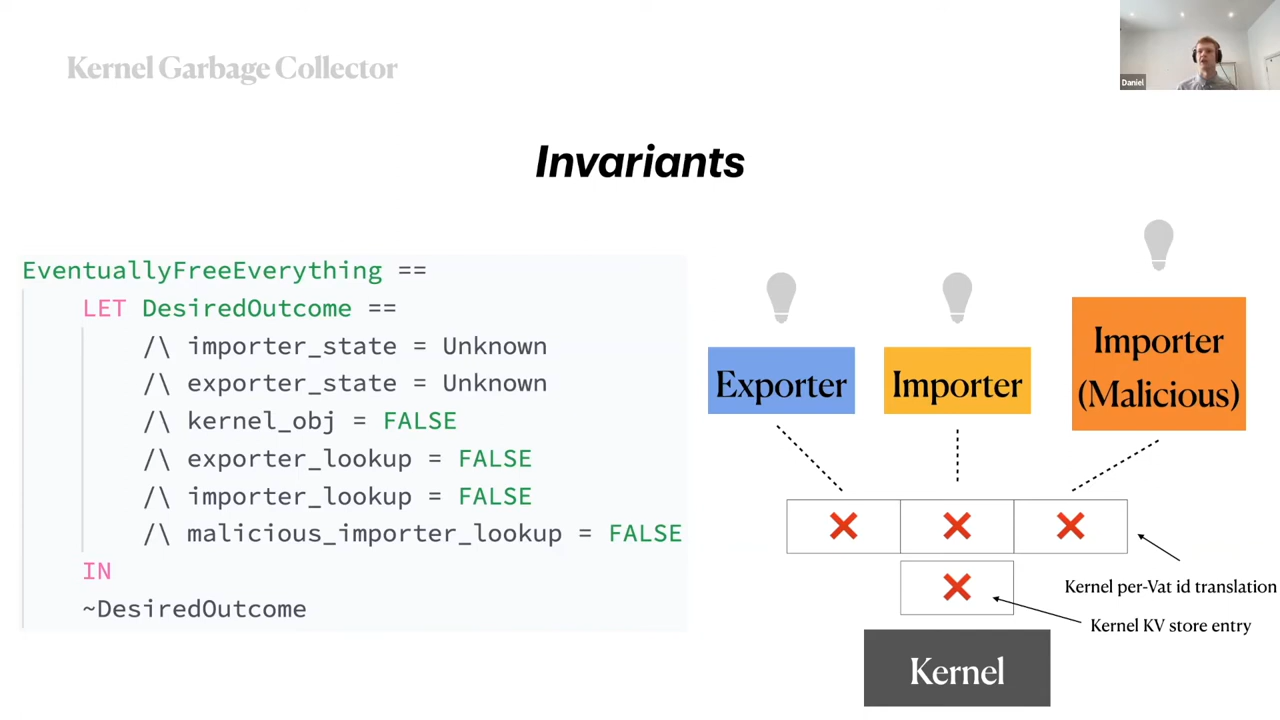 Kernel Garbage Collector
Daniel
Invariants
EventuallyFreeEverything ==
LET DesiredOutcome ==
/\ importer_state = Unknown
/\ exporter_state = Unknown
/\ kernel_obj = FALSE
/\ exporter_lookup = FALSE
/\ importer_lookup = FALSE
/\ malicious_importer_lookup = FALSE
IN
~DesiredOutcome
Exporter
Importer
Importer
(Malicious)
Kernel per-Vat id translation
Kernel KV store entry
Kernel